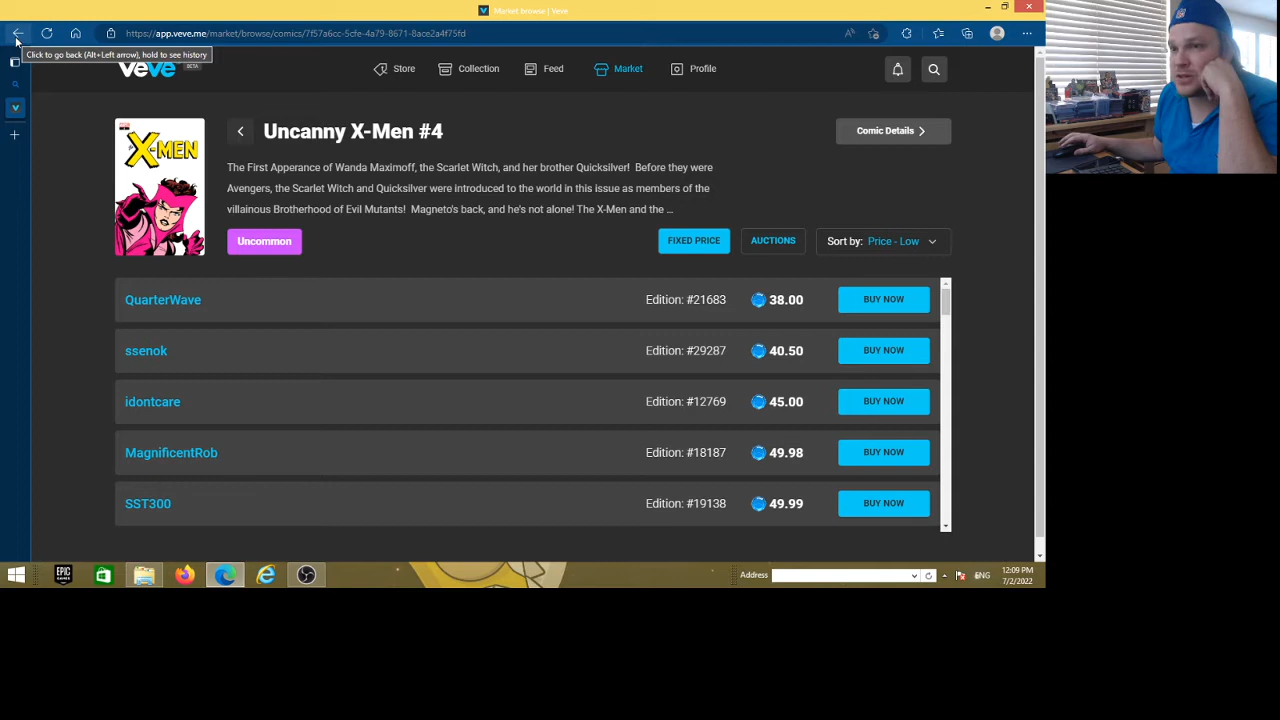 Market browse | Veve
https://app.veve.me/market/browse/comics/7f57a6cc-5cfe-4a79-8671-8ace2a4f75fd
Click to go back (Alt+Left arrow), hold to see history
veve
BETA
Store
Collection
Feed
Market
Profile
X-MEN
Uncanny X-Men #4
Comic Details
The First Apperance of Wanda Maximoff, the Scarlet Witch, and her brother Quicksilver! Before they were
Avengers, the Scarlet Witch and Quicksilver were introduced to the world in this issue as members of the
villainous Brotherhood of Evil Mutants! Magneto's back, and he's not alone! The X-Men and the ...
Uncommon
FIXED PRICE
AUCTIONS
Sort by: Price - Low
QuarterWave Edition: #21683 38.00 BUY NOW
ssenok Edition: #29287 40.50 BUY NOW
idontcare Edition: #12769 45.00 BUY NOW
MagnificentRob Edition: #18187 49.98 BUY NOW
SST300 Edition: #19138 49.99 BUY NOW
EPIC GAMES
Address
ENG
12:09 PM
7/2/2022